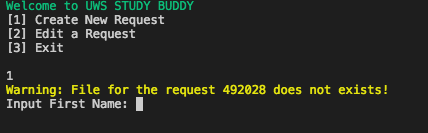 Welcome to UWS STUDY BUDDY
[1] Create New Request
[2] Edit a Request
[3] Exit
1
Warning: File for the request 492028 does not exists!
Input First Name: